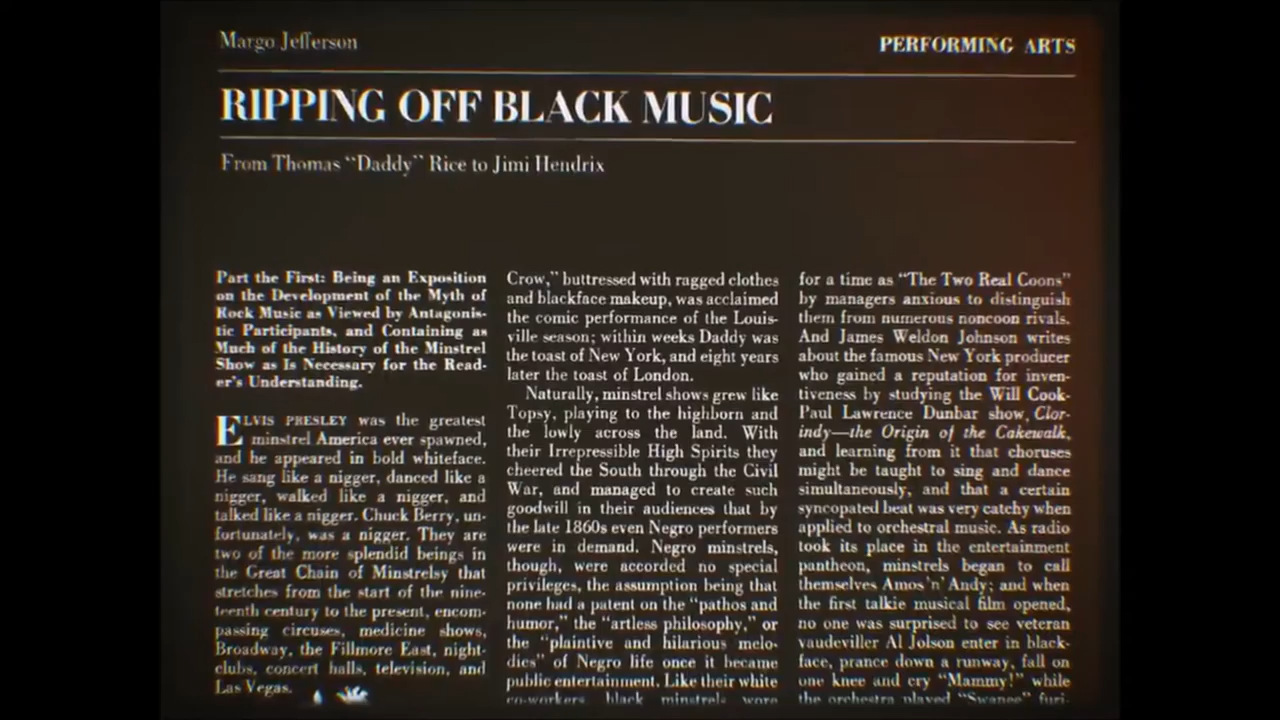 Margo Jefferson
PERFORMING ARTS
RIPPING OFF BLACK MUSIC
From Thomas “Daddy” Rice to Jimi Hendrix
Part the First: Being an Exposition
on the Development of the Myth of
Rock Music as Viewed by Antagonis-
tic Participants, and Containing as
Much of the History of the Minstrel
Show as Is Necessary for the Read-
er’s Understanding.
ELVIS PRESLEY was the greatest
minstrel America ever spawned,
and he appeared in bold whiteface.
He sang like a nigger, danced like a
nigger, walked like a nigger, and
talked like a nigger. Chuck Berry, un-
fortunately, was a nigger. They are
two of the more splendid beings in
the Great Chain of Minstrelsy that
stretches from the start of the nine-
teenth century to the present, encom-
passing circuses, medicine shows,
Broadway, the Fillmore East, night-
clubs, concert halls, television, and
Las Vegas.
Crow,” buttressed with ragged clothes
and blackface makeup, was acclaimed
the comic performance of the Louis-
ville season; within weeks Daddy was
the toast of New York, and eight years
later the toast of London.
Naturally, minstrel shows grew like
Topsy, playing to the highborn and
the lowly across the land. With
their Irrepressible High Spirits they
cheered the South through the Civil
War, and managed to create such
goodwill in their audiences that by
the late 1860s even Negro performers
were in demand. Negro minstrels,
though, were accorded no special
privileges, the assumption being that
none had a patent on the “pathos and
humor,” the “artless philosophy,” or
the “plaintive and hilarious melo-
dies” of Negro life once it became
public entertainment. Like their white
co-workers, black minstrels wore
for a time as “The Two Real Coons”
by managers anxious to distinguish
them from numerous noncoon rivals.
And James Weldon Johnson writes
about the famous New York producer
who gained a reputation for inven-
tiveness by studying the Will Cook-
Paul Lawrence Dunbar show, Clor-
indy—the Origin of the Cakewalk,
and learning from it that choruses
might be taught to sing and dance
simultaneously, and that a certain
syncopated beat was very catchy when
applied to orchestral music. As radio
took its place in the entertainment
pantheon, minstrels began to call
themselves Amos ’n’ Andy; and when
the first talkie musical film opened,
no one was surprised to see veteran
vaudeviller Al Jolson enter in black-
face, prance down a runway, fall on
one knee and cry “Mammy!” while
the orchestra played “Swanee” furi-